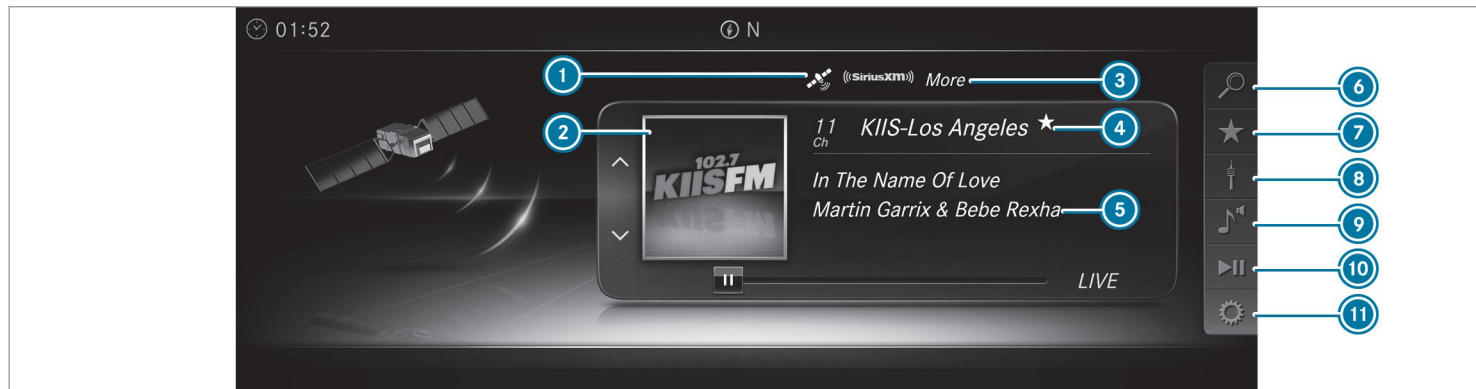 01:52
N
1
SiriusXM
More
3
6
2
11
Ch
KIIS-Los Angeles
4
7
102.7
KIISFM
In The Name Of Love
8
Martin Garrix & Bebe Rexha
5
9
LIVE
10
11